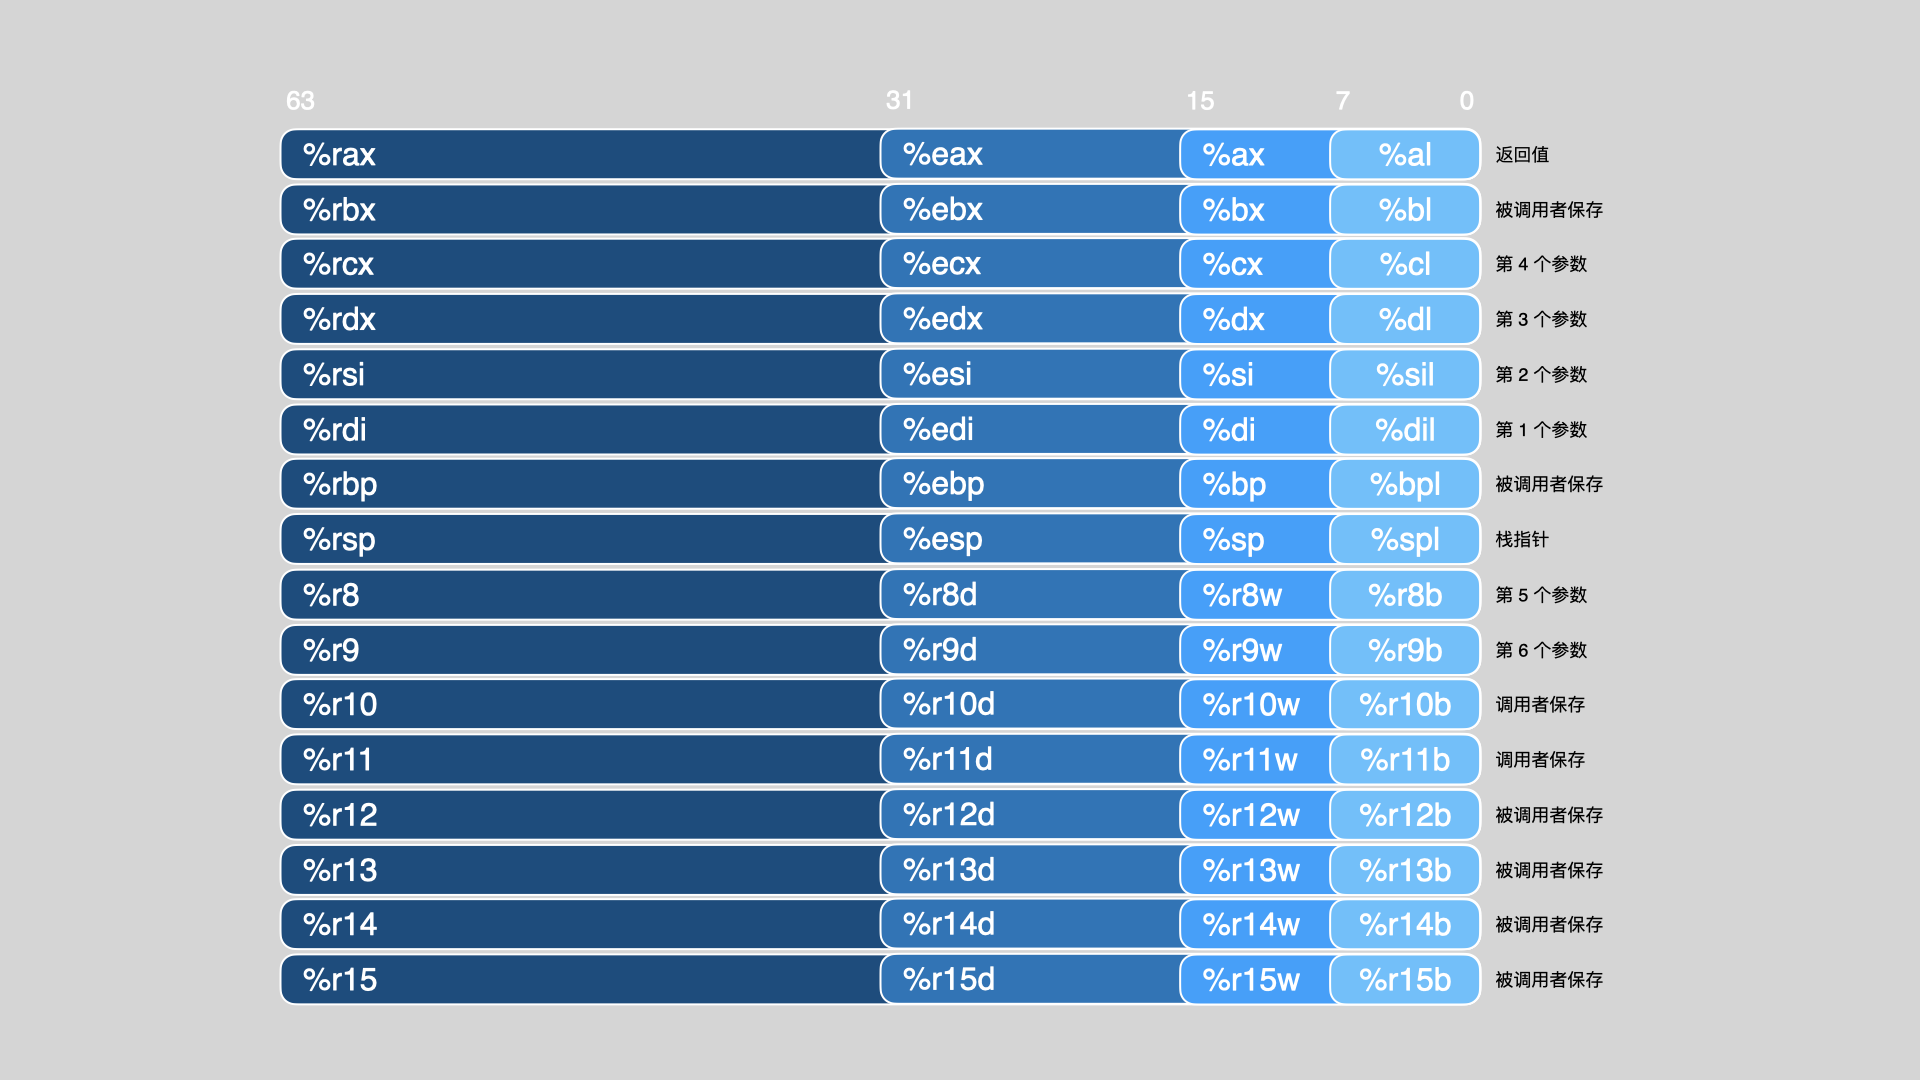 63 31 15 7 0
%rax %eax %ax %al 返回值
%rbx %ebx %bx %bl 被调用者保存
%rcx %ecx %cx %cl 第 4 个参数
%rdx %edx %dx %dl 第 3 个参数
%rsi %esi %si %sil 第 2 个参数
%rdi %edi %di %dil 第 1 个参数
%rbp %ebp %bp %bpl 被调用者保存
%rsp %esp %sp %spl 栈指针
%r8 %r8d %r8w %r8b 第 5 个参数
%r9 %r9d %r9w %r9b 第 6 个参数
%r10 %r10d %r10w %r10b 调用者保存
%r11 %r11d %r11w %r11b 调用者保存
%r12 %r12d %r12w %r12b 被调用者保存
%r13 %r13d %r13w %r13b 被调用者保存
%r14 %r14d %r14w %r14b 被调用者保存
%r15 %r15d %r15w %r15b 被调用者保存